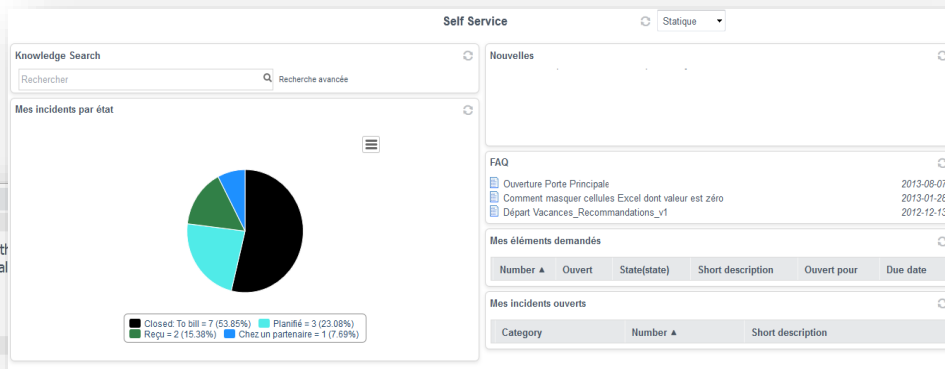 Self Service
Statique
Knowledge Search
Rechercher
Recherche avancée
Mes incidents par état
Closed: To bill = 7 (53.85%) Planifié = 3 (23.08%)
Reçu = 2 (15.38%) Chez un partenaire = 1 (7.69%)
Nouvelles
FAQ
Ouverture Porte Principale 2013-08-07
Comment masquer cellules Excel dont valeur est zéro 2013-01-28
Départ Vacances_Recommandations_v1 2012-12-13
Mes éléments demandés
Number ▲ Ouvert State(state) Short description Ouvert pour Due date
Mes incidents ouverts
Category Number ▲ Short description